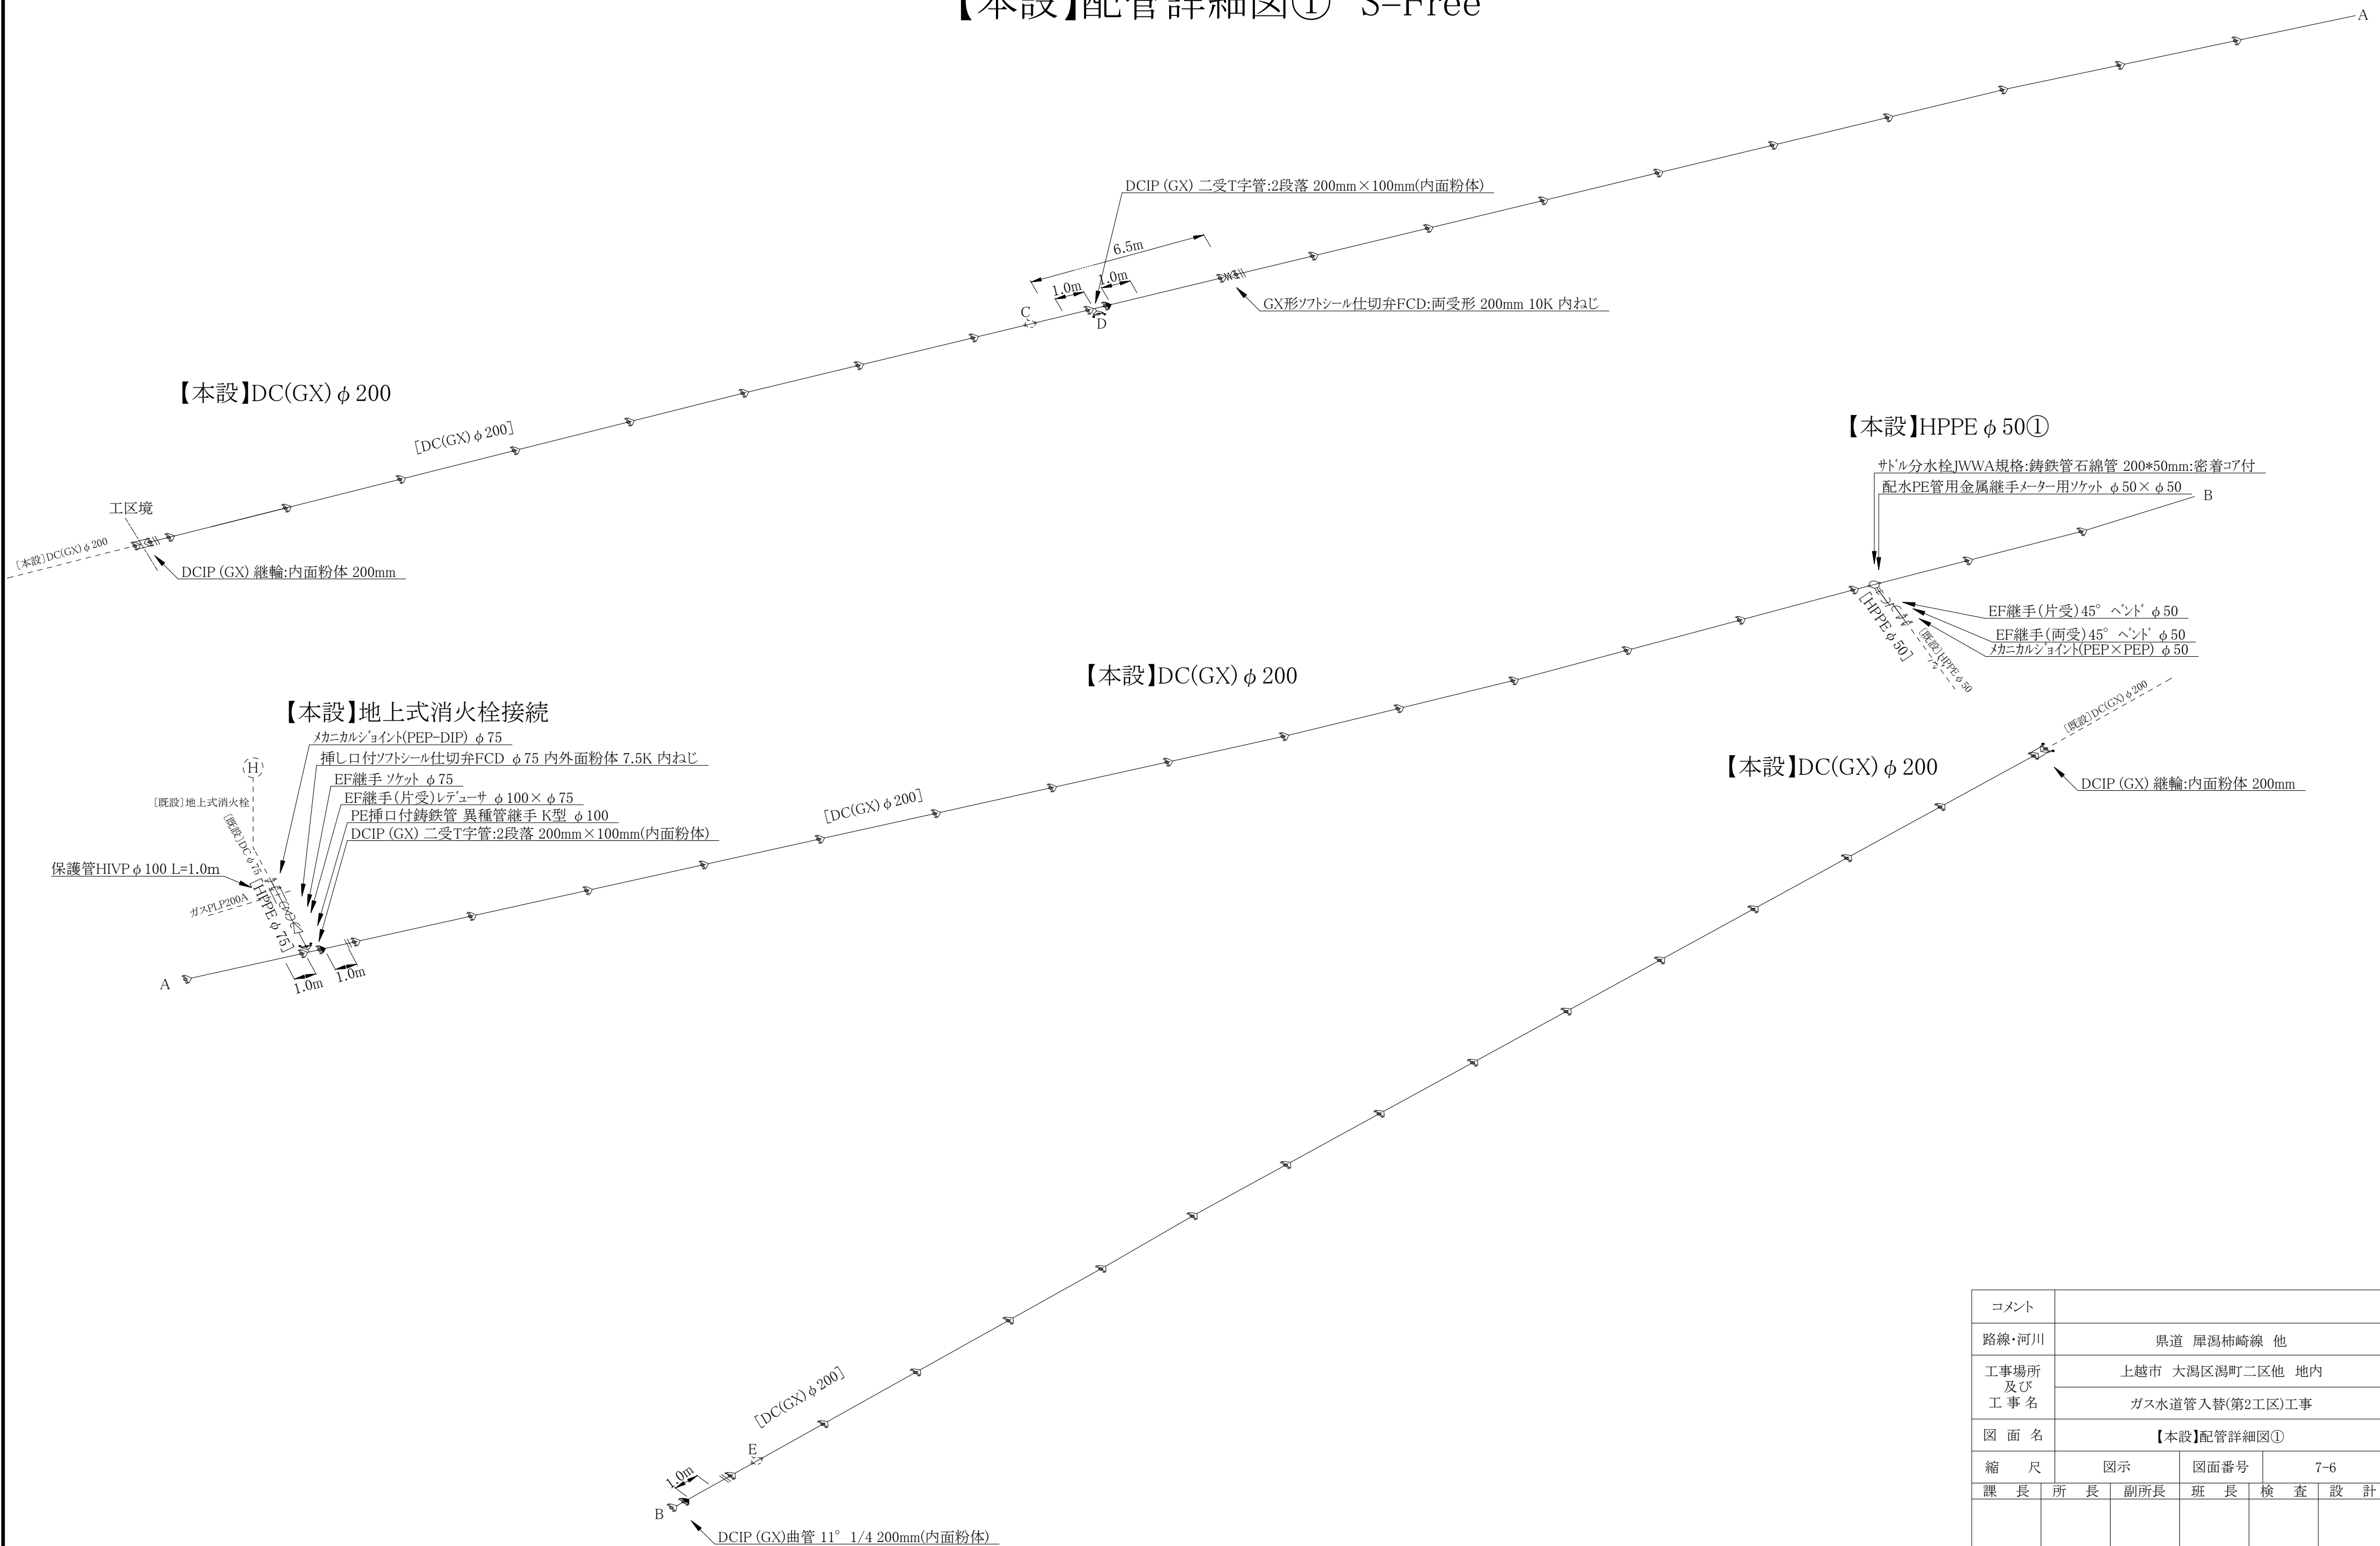 【本設】配管詳細図① S-Free
A
DCIP (GX) 二受T字管:2段落 200mm×100mm(内面粉体)
6.5m
1.0m
1.0m
C
D
GX形ソフトシール仕切弁FCD:両受形 200mm 10K 内ねじ
【本設】DC(GX)φ200
［DC(GX)φ200］
工区境
［本設］DC(GX)φ200
DCIP (GX) 継輪:内面粉体 200mm
【本設】HPPEφ50①
サドル分水栓JWWA規格:鋳鉄管石綿管 200*50mm:密着コア付
配水PE管用金属継手メーター用ソケット φ50×φ50
B
EF継手(片受)45° ベンド φ50
EF継手(両受)45° ベンド φ50
メカニカルジョイント(PEP×PEP) φ50
［HPPEφ50］
［既設］HPPEφ50
【本設】DC(GX)φ200
［DC(GX)φ200］
【本設】地上式消火栓接続
メカニカルジョイント(PEP-DIP) φ75
挿し口付ソフトシール仕切弁FCD φ75 内外面粉体 7.5K 内ねじ
EF継手 ソケット φ75
EF継手(片受)レデューサ φ100×φ75
PE挿口付鋳鉄管 異種管継手 K型 φ100
DCIP (GX) 二受T字管:2段落 200mm×100mm(内面粉体)
H
［既設］地上式消火栓
［既設］DCφ75
保護管HIVPφ100 L=1.0m
ガスPLP200A
［HPPEφ75］
A
1.0m
1.0m
【本設】DC(GX)φ200
［既設］DC(GX)φ200
DCIP (GX) 継輪:内面粉体 200mm
［DC(GX)φ200］
E
1.0m
B
DCIP (GX)曲管 11° 1/4 200mm(内面粉体)
コメント
路線・河川 県道 犀潟柿崎線 他
工事場所及び工事名 上越市 大潟区潟町二区他 地内
ガス水道管入替(第2工区)工事
図面名 【本設】配管詳細図①
縮尺 図示 図面番号 7-6
課長 所長 副所長 班長 検査 設計